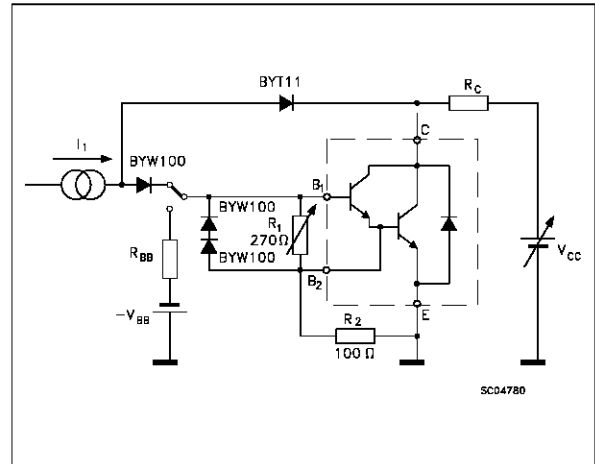 BYT11
R_C
I_1
BYW100
C
B_1
BYW100
R_1
270Ω
R_BB
BYW100
B_2
V_CC
-V_BB
E
R_2
100 Ω
SC04780